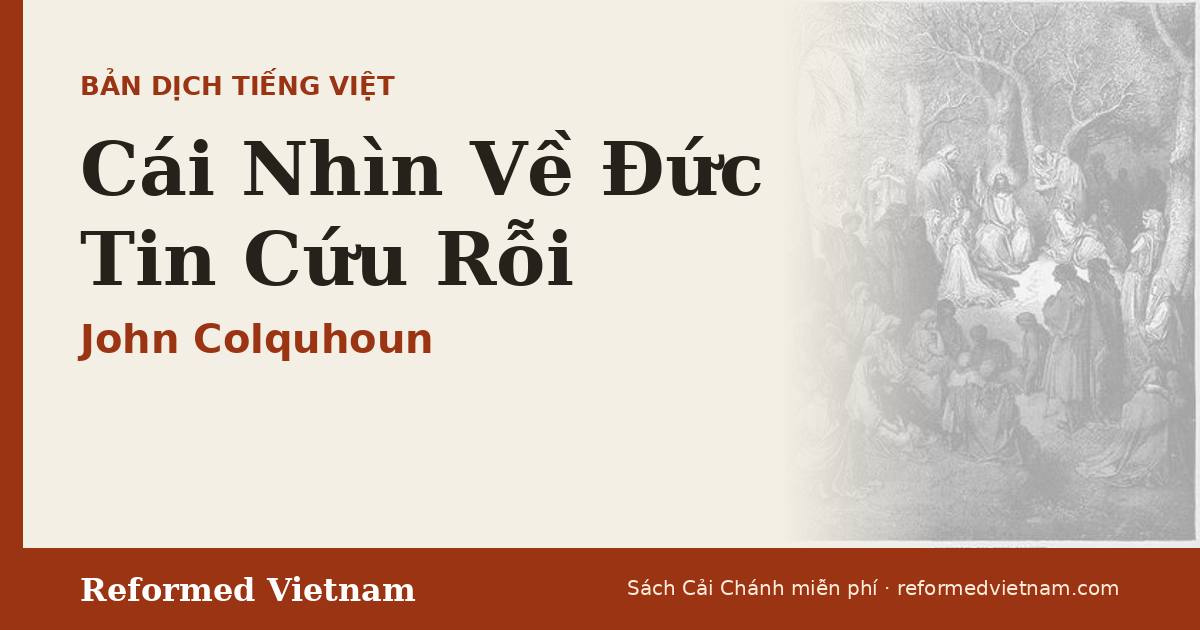 BẢN DỊCH TIẾNG VIỆT
Cái Nhìn Về Đức
Tin Cứu Rỗi
John Colquhoun
Reformed Vietnam
Sách Cải Chánh miễn phí · reformedvietnam.com